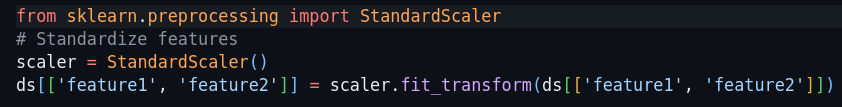 from sklearn.preprocessing import StandardScaler
# Standardize features
scaler = StandardScaler()
ds[['feature1', 'feature2']] = scaler.fit_transform(ds[['feature1', 'feature2']])